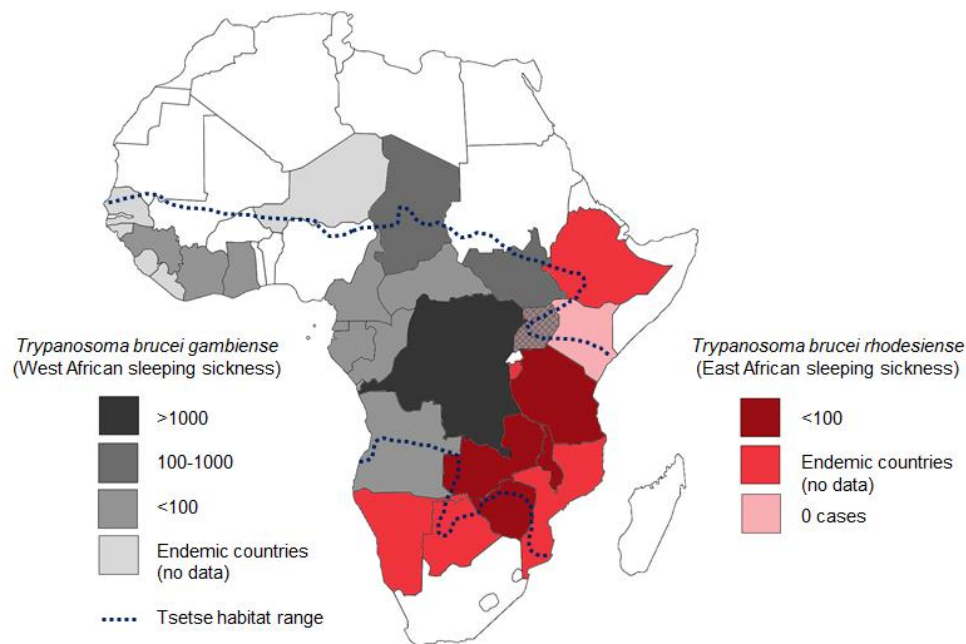 Trypanosoma brucei gambiense
(West African sleeping sickness)
>1000
100-1000
<100
Endemic countries
(no data)
Tsetse habitat range
Trypanosoma brucei rhodesiense
(East African sleeping sickness)
<100
Endemic countries
(no data)
0 cases